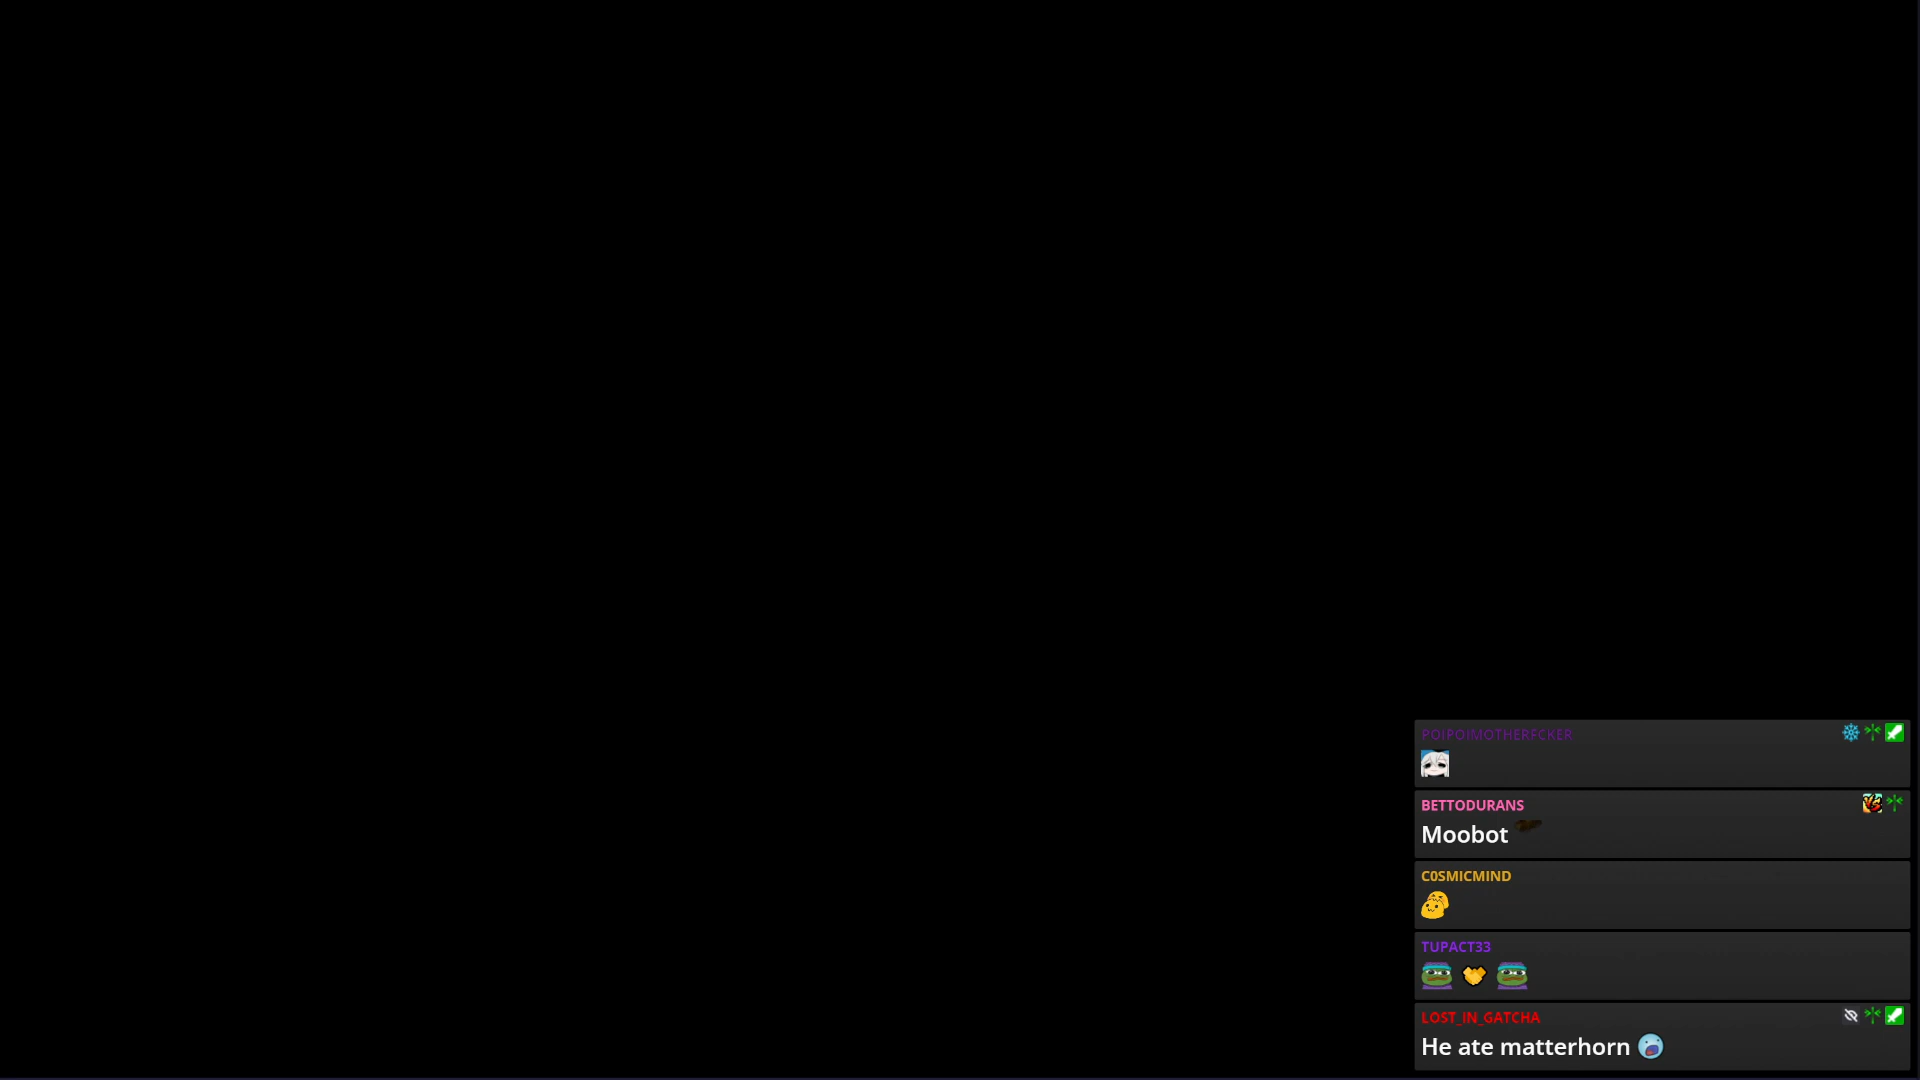 POIPOIMOTHERFCKER
BETTODURANS
Moobot
C0SMICMIND
TUPACT33
LOST_IN_GATCHA
He ate matterhorn